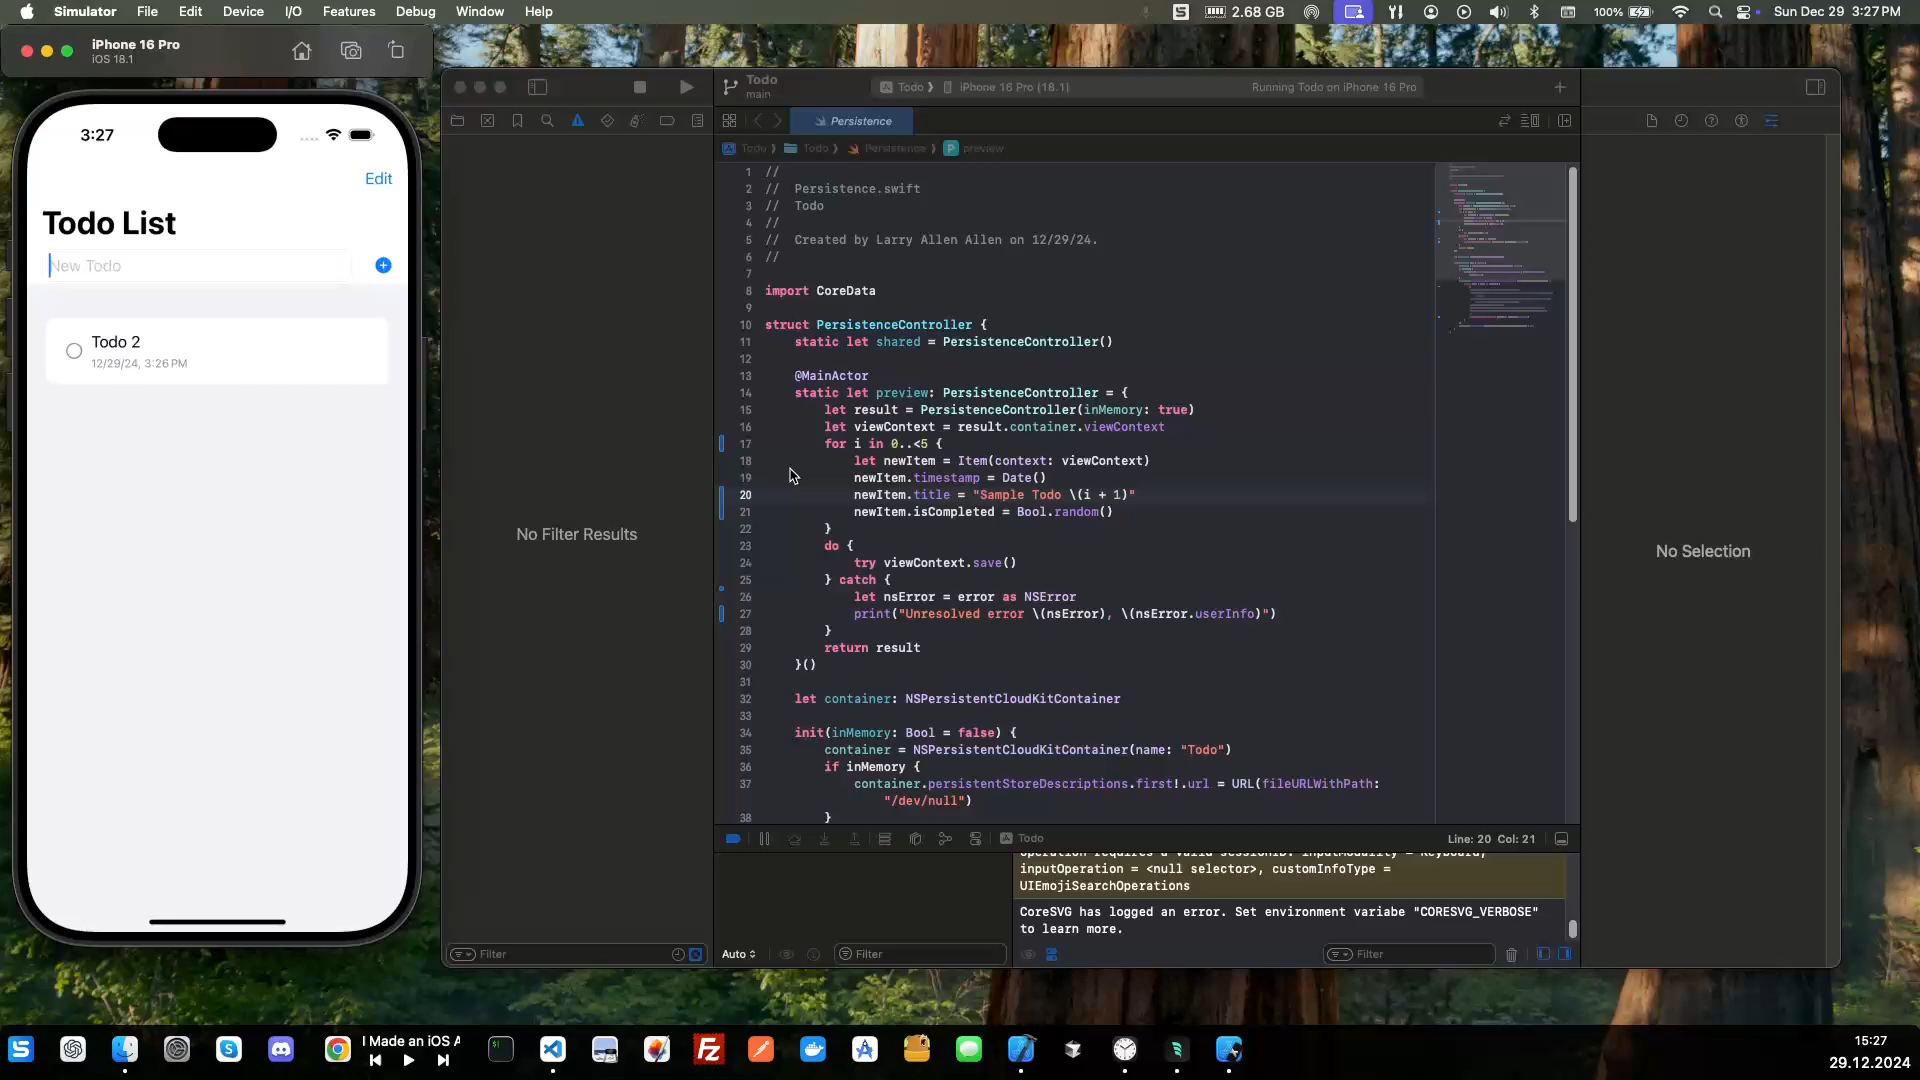 Simulator File Edit Device I/O Features Debug Window Help
2.68 GB 100% Sun Dec 29 3:27 PM
iPhone 16 Pro
iOS 18.1
3:27
Edit
Todo List
New Todo
Todo 2
12/29/24, 3:26 PM
Todo
main
Todo iPhone 16 Pro (18.1) Running Todo on iPhone 16 Pro
Persistence
Todo Todo Persistence P preview
No Filter Results
1 //
2 // Persistence.swift
3 // Todo
4 //
5 // Created by Larry Allen Allen on 12/29/24.
6 //
7
8 import CoreData
9
10 struct PersistenceController {
11 static let shared = PersistenceController()
12
13 @MainActor
14 static let preview: PersistenceController = {
15 let result = PersistenceController(inMemory: true)
16 let viewContext = result.container.viewContext
17 for i in 0..<5 {
18 let newItem = Item(context: viewContext)
19 newItem.timestamp = Date()
20 newItem.title = "Sample Todo \(i + 1)"
21 newItem.isCompleted = Bool.random()
22 }
23 do {
24 try viewContext.save()
25 } catch {
26 let nsError = error as NSError
27 print("Unresolved error \(nsError), \(nsError.userInfo)")
28 }
29 return result
30 }()
31
32 let container: NSPersistentCloudKitContainer
33
34 init(inMemory: Bool = false) {
35 container = NSPersistentCloudKitContainer(name: "Todo")
36 if inMemory {
37 container.persistentStoreDescriptions.first!.url = URL(fileURLWithPath:
"/dev/null")
38 }
No Selection
Todo Line: 20 Col: 21
operation requires a valid sessionID. inputModality = Keyboard,
inputOperation = <null selector>, customInfoType =
UIEmojiSearchOperations
CoreSVG has logged an error. Set environment variabe "CORESVG_VERBOSE"
to learn more.
Filter Auto Filter Filter
I Made an iOS A
15:27
29.12.2024